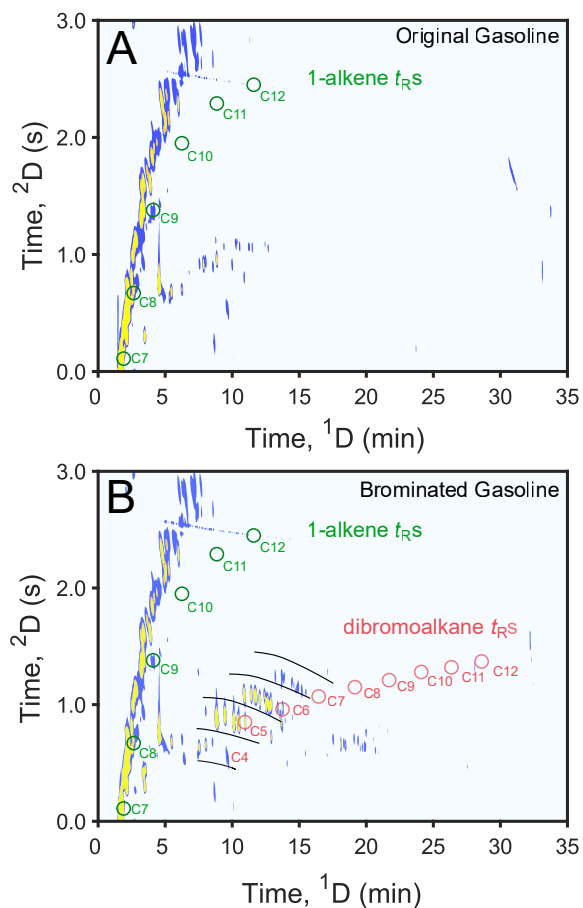 A
Original Gasoline
3.0
2.0
1.0
0.0
Time, ²D (s)
1-alkene tRs
C12
C11
C10
C9
C8
C7
0 5 10 15 20 25 30 35
Time, ¹D (min)
B
Brominated Gasoline
3.0
2.0
1.0
0.0
Time, ²D (s)
1-alkene tRs
C12
C11
C10
C9
C8
C7
dibromoalkane tRs
C4
C5
C6
C7
C8
C9
C10
C11
C12
0 5 10 15 20 25 30 35
Time, ¹D (min)